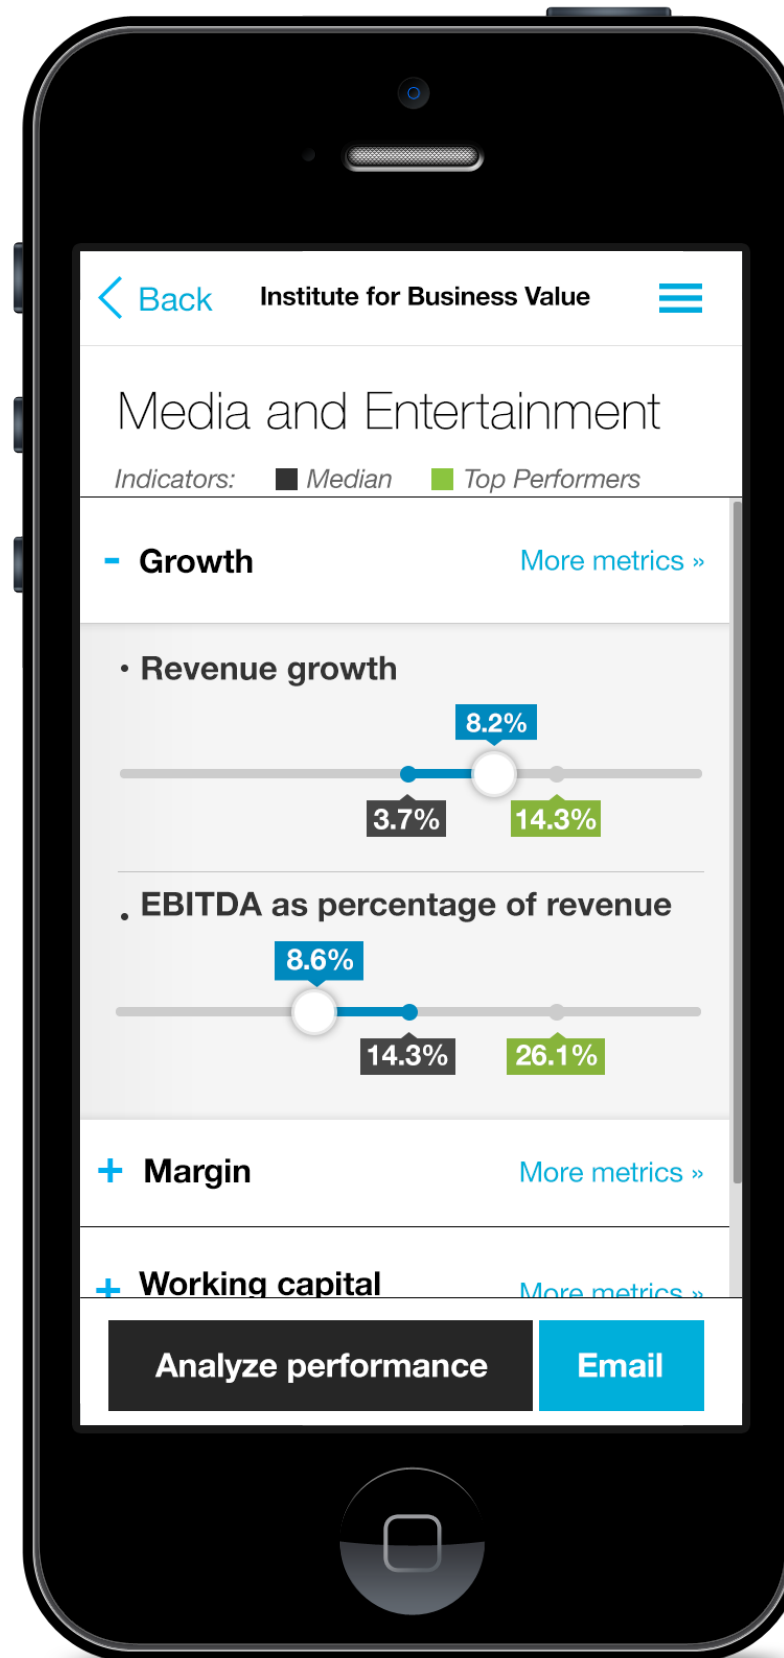 Back Institute for Business Value
Media and Entertainment
Indicators: Median Top Performers
- Growth More metrics »
• Revenue growth
8.2%
3.7% 14.3%
• EBITDA as percentage of revenue
8.6%
14.3% 26.1%
+ Margin More metrics »
+ Working capital More metrics »
Analyze performance Email